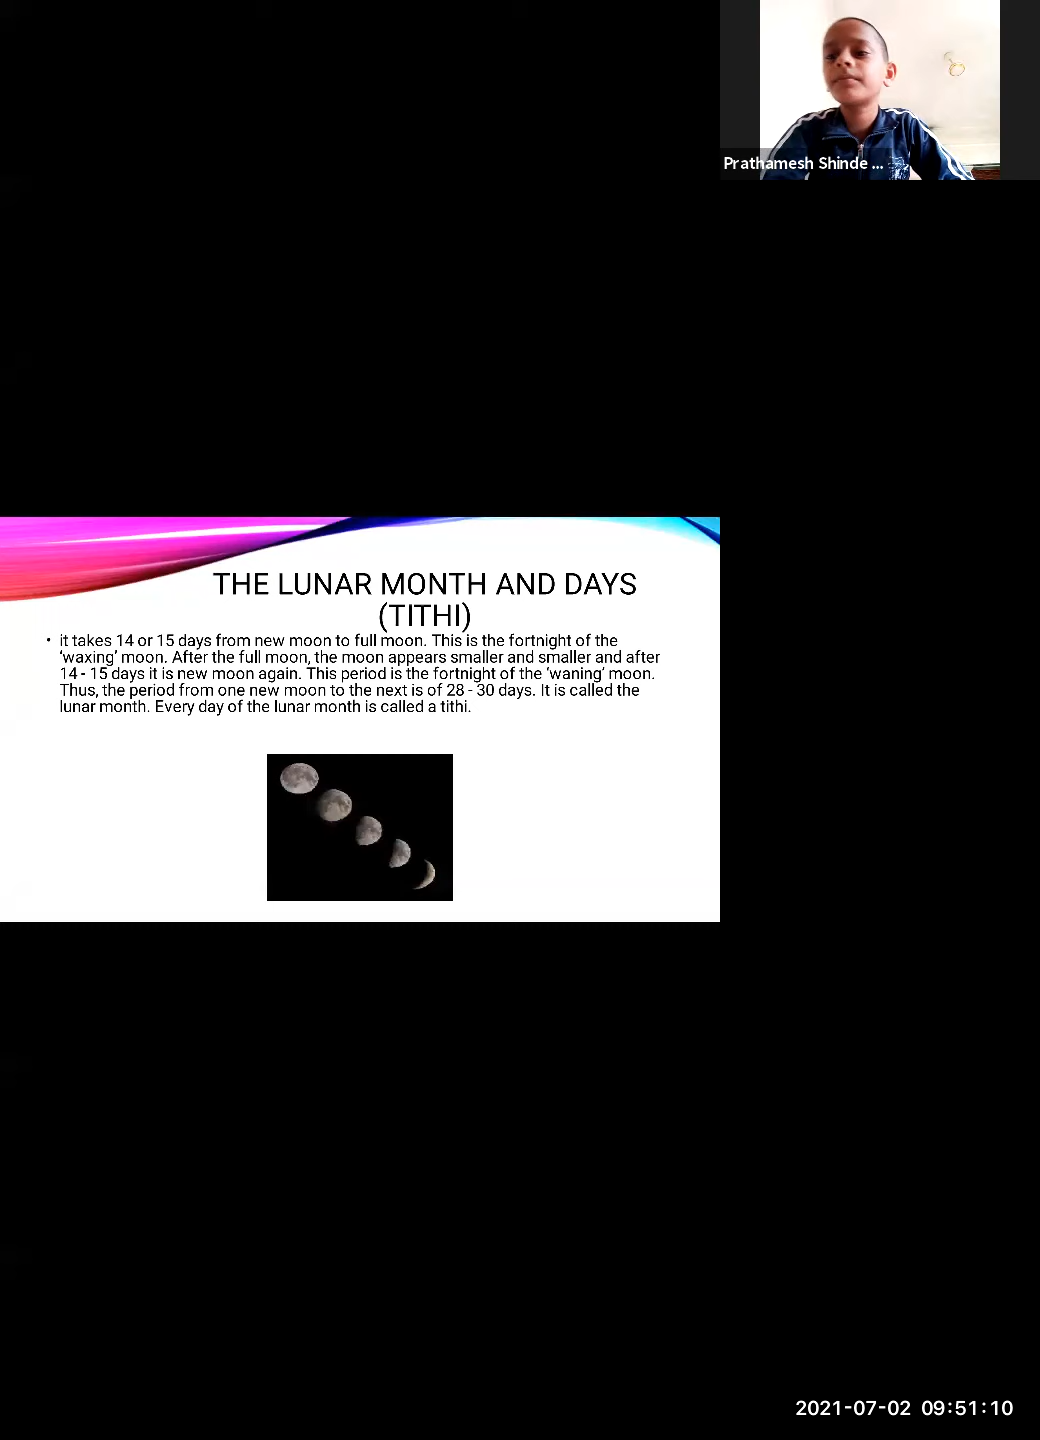 Prathamesh Shinde ...
THE LUNAR MONTH AND DAYS
(TITHI)
• it takes 14 or 15 days from new moon to full moon. This is the fortnight of the
‘waxing’ moon. After the full moon, the moon appears smaller and smaller and after
14 - 15 days it is new moon again. This period is the fortnight of the ‘waning’ moon.
Thus, the period from one new moon to the next is of 28 - 30 days. It is called the
lunar month. Every day of the lunar month is called a tithi.
2021-07-02 09:51:10